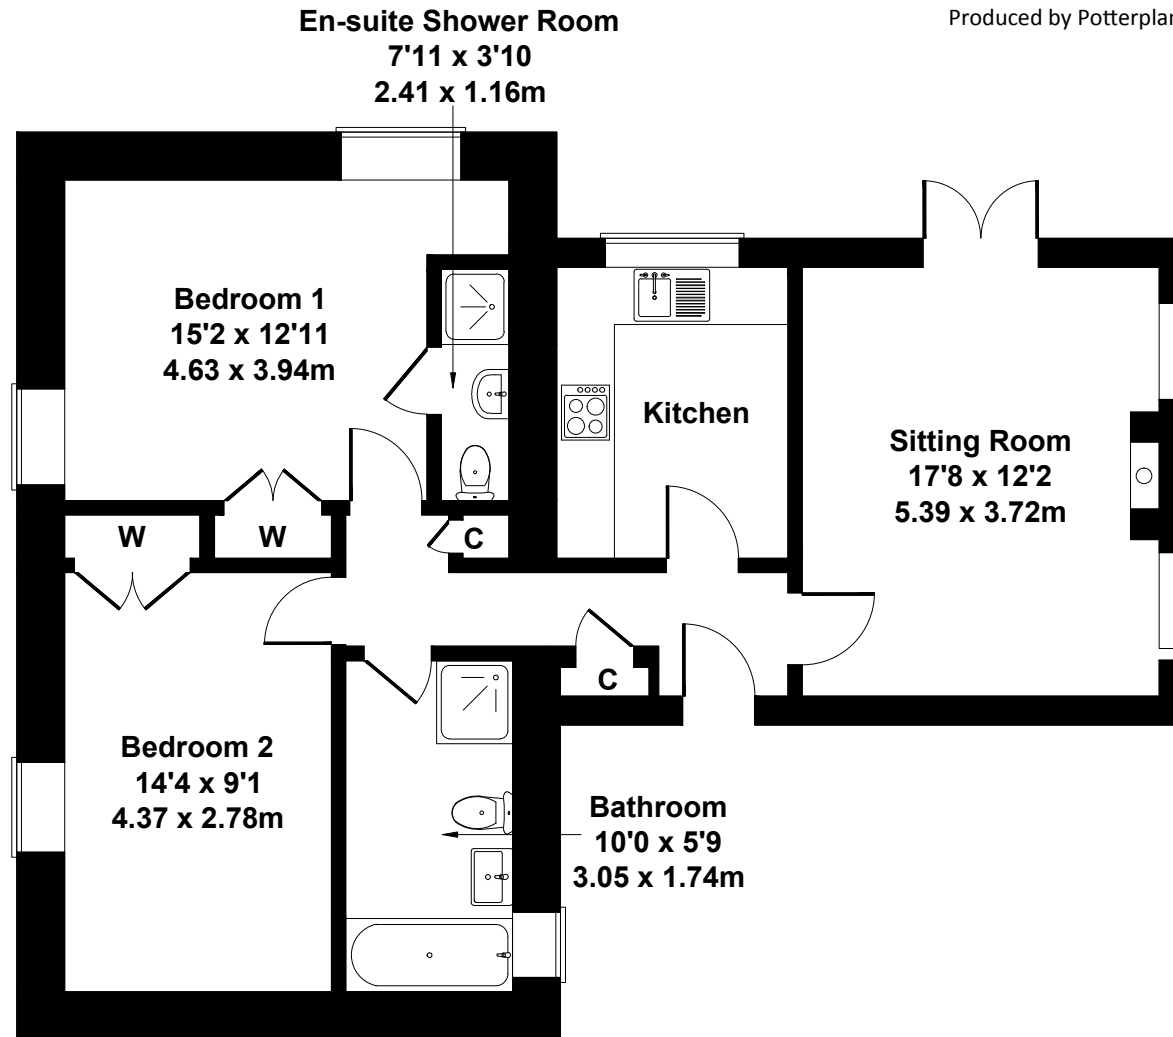 En-suite Shower Room
7'11 x 3'10
2.41 x 1.16m
Produced by Potterplan
Bedroom 1
15'2 x 12'11
4.63 x 3.94m
Kitchen
Sitting Room
17'8 x 12'2
5.39 x 3.72m
W
W
C
C
Bedroom 2
14'4 x 9'1
4.37 x 2.78m
Bathroom
10'0 x 5'9
3.05 x 1.74m